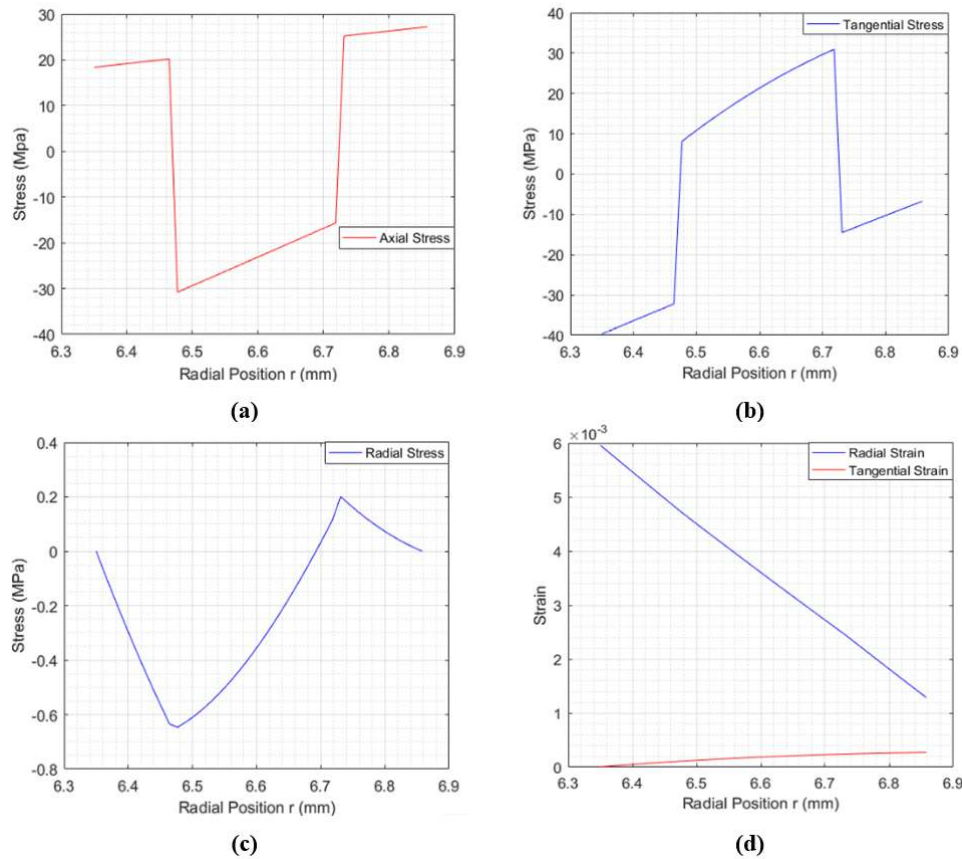 30
20
10
0
-10
-20
-30
-40
Stress (Mpa)
Axial Stress
6.3 6.4 6.5 6.6 6.7 6.8 6.9
Radial Position r (mm)
(a)
40
30
20
10
0
-10
-20
-30
-40
Stress (MPa)
Tangential Stress
6.3 6.4 6.5 6.6 6.7 6.8 6.9
Radial Position r (mm)
(b)
0.4
0.2
0
-0.2
-0.4
-0.6
-0.8
Stress (MPa)
Radial Stress
6.3 6.4 6.5 6.6 6.7 6.8 6.9
Radial Position r (mm)
(c)
×10⁻³
6
5
4
3
2
1
0
Strain
Radial Strain
Tangential Strain
6.3 6.4 6.5 6.6 6.7 6.8 6.9
Radial Position r (mm)
(d)